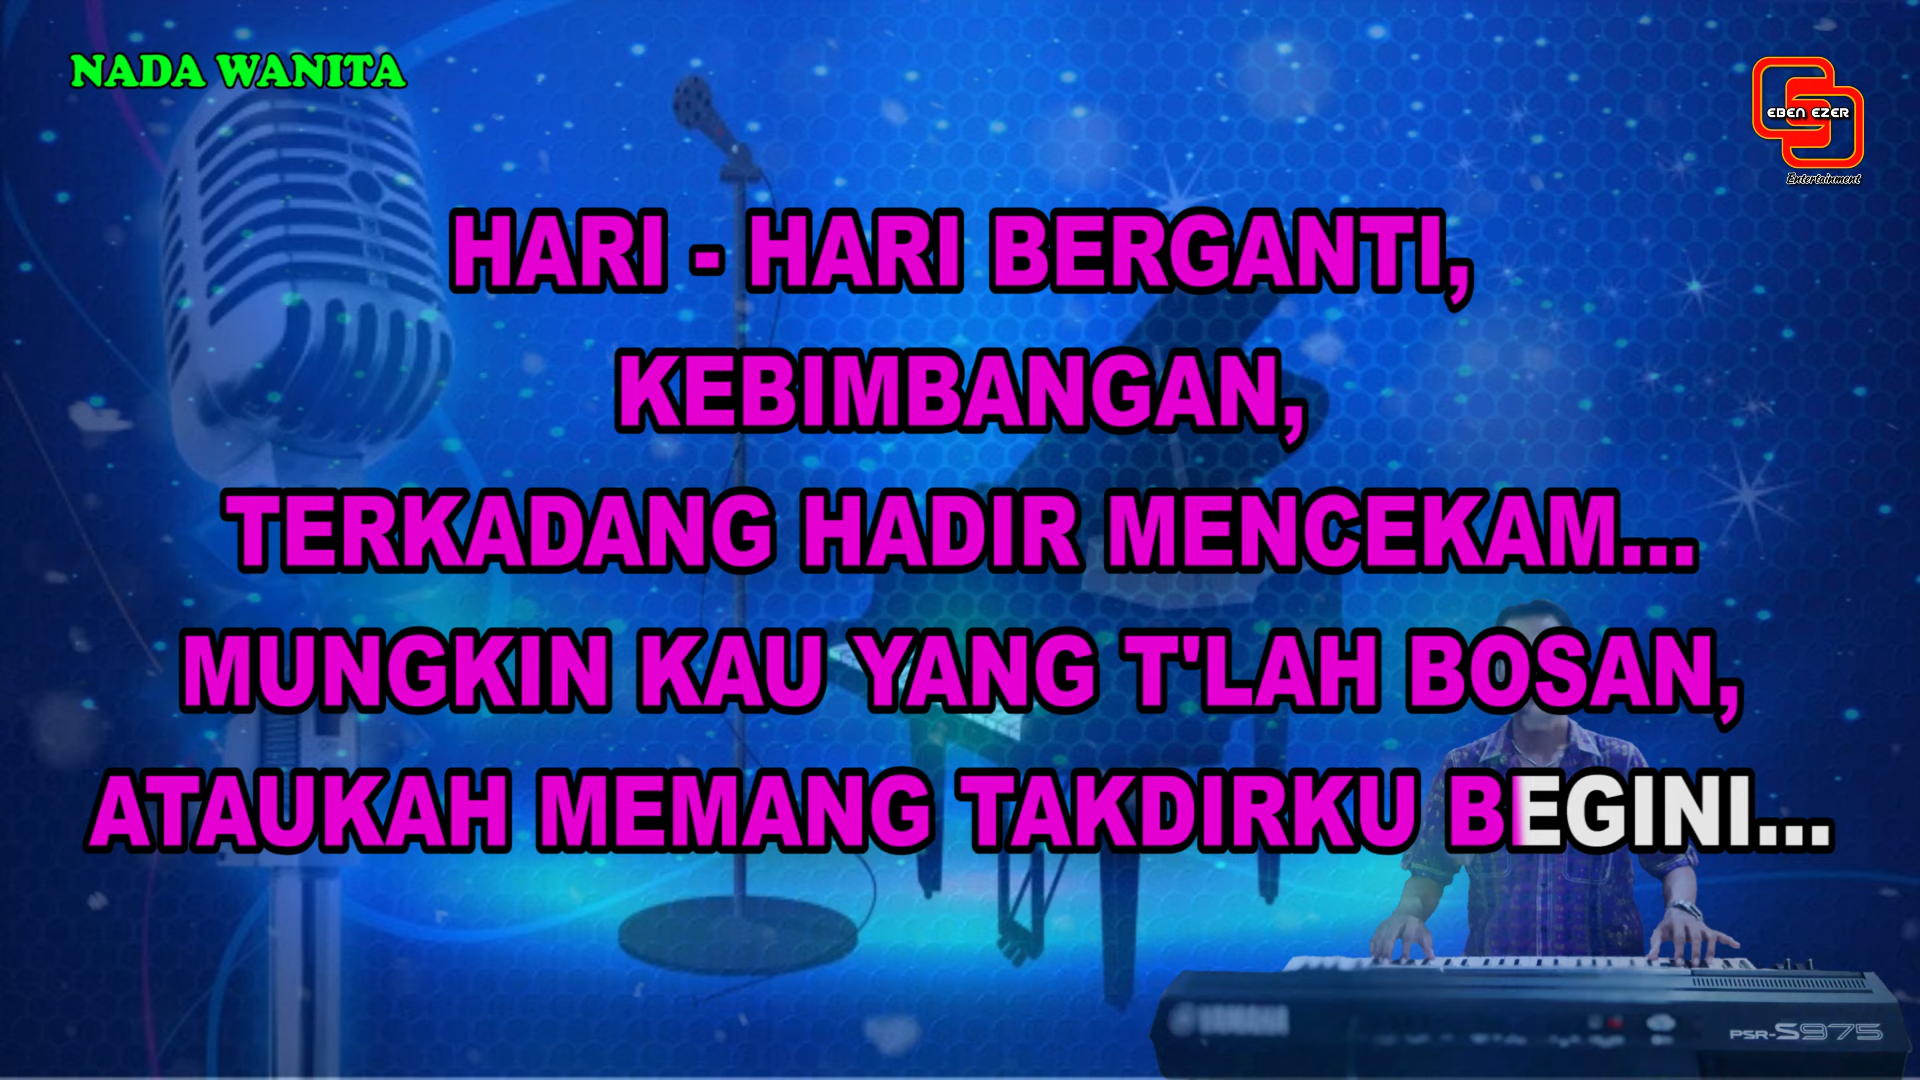 NADA WANITA
EBEN EZER
Entertainment
HARI - HARI BERGANTI,
KEBIMBANGAN,
TERKADANG HADIR MENCEKAM...
MUNGKIN KAU YANG T'LAH BOSAN,
ATAUKAH MEMANG TAKDIRKU BEGINI...
YAMAHA
PSR-S975